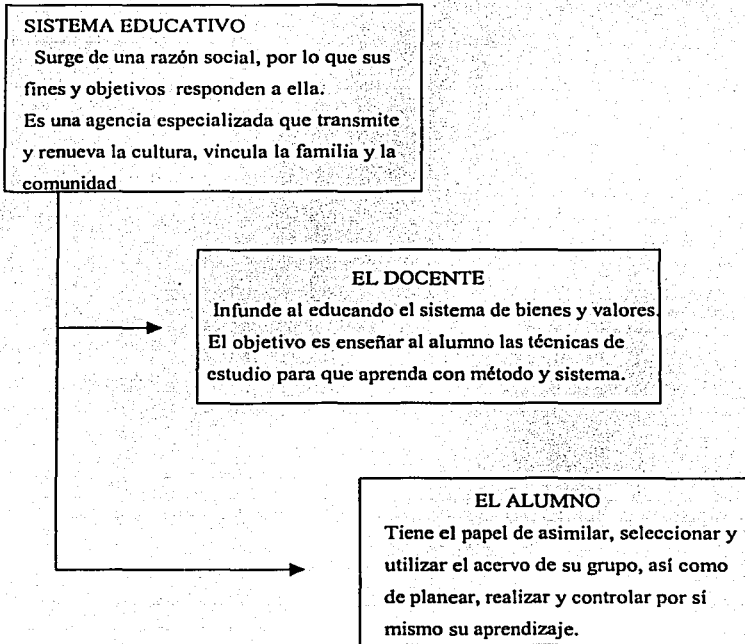 SISTEMA EDUCATIVO
Surge de una razón social, por lo que sus
fines y objetivos responden a ella.
Es una agencia especializada que transmite
y renueva la cultura, vincula la familia y la
comunidad
EL DOCENTE
Infunde al educando el sistema de bienes y valores.
El objetivo es enseñar al alumno las técnicas de
estudio para que aprenda con método y sistema.
EL ALUMNO
Tiene el papel de asimilar, seleccionar y
utilizar el acervo de su grupo, así como
de planear, realizar y controlar por sí
mismo su aprendizaje.